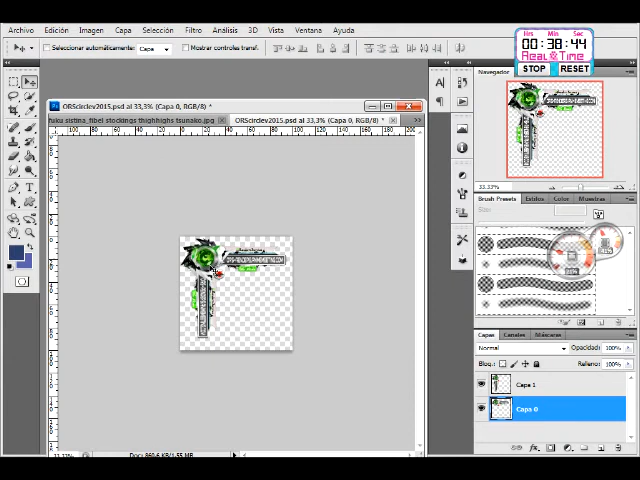 Archivo Edición Imagen Capa Selección Filtro Análisis 3D Vista Ventana Ayuda
Hrs Min Sec
00:38:44
Real&Time
STOP RESET
Seleccionar automáticamente: Capa Mostrar controles transf.
Navegador
ORSclrclev2015.psd al 33,3% (Capa 0, RGB/8) *
fuku sistina_fibel stockings thighhighs tsunako.jpg ORSclrclev2015.psd al 33,3% (Capa 0, RGB/8) *
33.33%
Brush Presets Estilos Color Muestras
Capas Canales Máscaras
Normal Opacidad: 100%
Bloq.: Relleno: 100%
Capa 1
Capa 0
33,33% Doc: 860,6 KB/1,55 MB